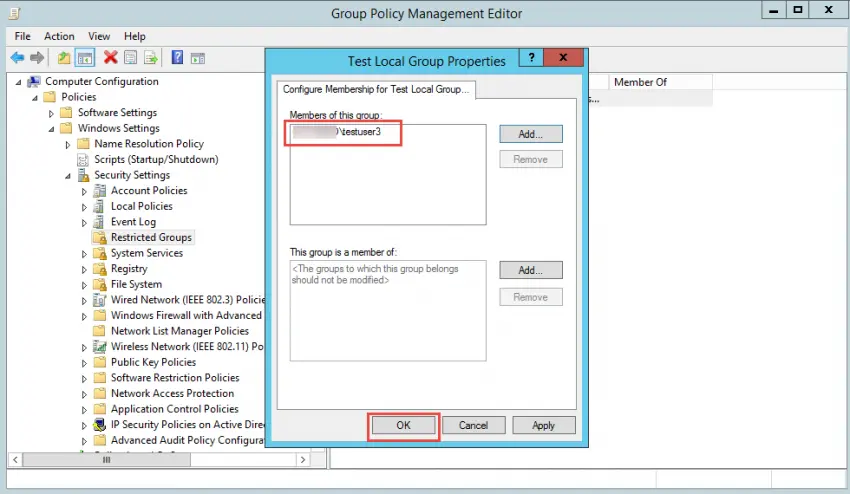 Group Policy Management Editor
File Action View Help
Computer Configuration
Policies
Software Settings
Windows Settings
Name Resolution Policy
Scripts (Startup/Shutdown)
Security Settings
Account Policies
Local Policies
Event Log
Restricted Groups
System Services
Registry
File System
Wired Network (IEEE 802.3) Policie
Windows Firewall with Advanced
Network List Manager Policies
Wireless Network (IEEE 802.11) Po
Public Key Policies
Software Restriction Policies
Network Access Protection
Application Control Policies
IP Security Policies on Active Direc
Advanced Audit Policy Configura
Test Local Group Properties
? X
Configure Membership for Test Local Group...
Members of this group:
\testuser3
Add...
Remove
This group is a member of:
<The groups to which this group belongs
should not be modified>
Add...
Remove
OK Cancel Apply
Member Of
s...